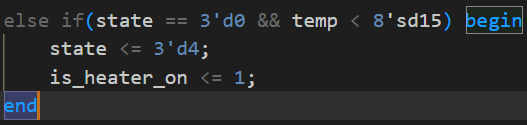 else if(state == 3'd0 && temp < 8'sd15) begin
    state <= 3'd4;
    is_heater_on <= 1;
end